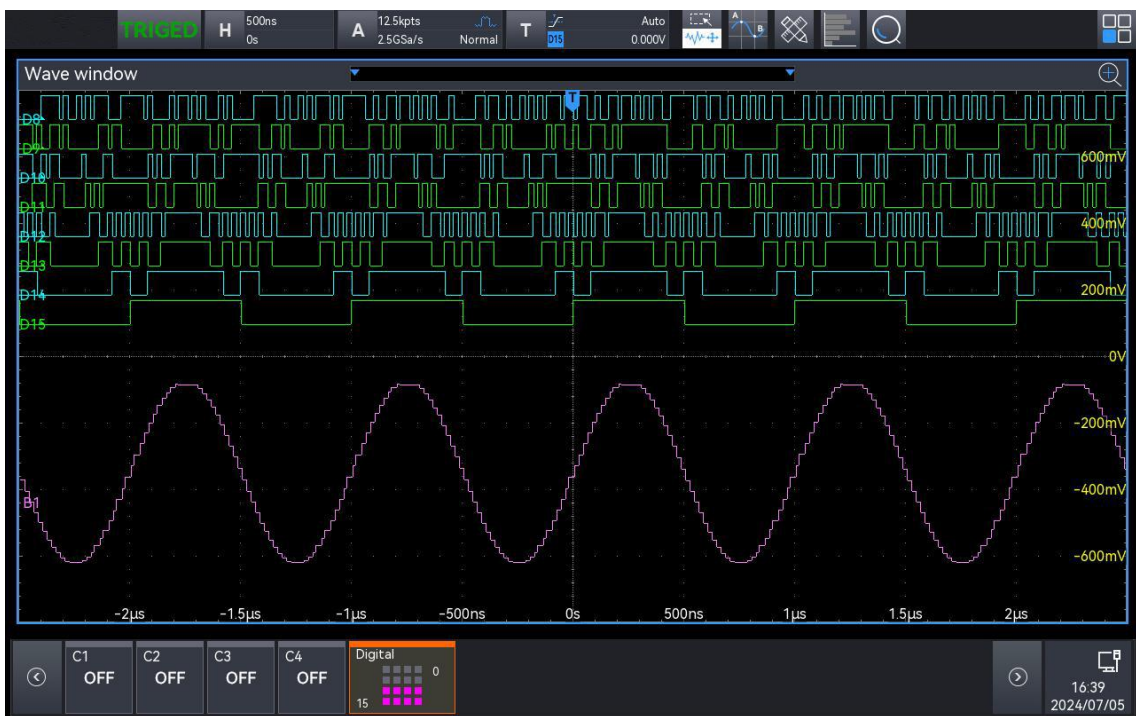 TRIGED H 500ns 0s A 12.5kpts 2.5GSa/s Normal T D15 Auto 0.000V A B
Wave window
T
D8
D9
600mV
D10
D11
400mV
D12
D13
200mV
D14
D15
0V
-200mV
-400mV
B1
-600mV
-2µs -1.5µs -1µs -500ns 0s 500ns 1µs 1.5µs 2µs
C1 C2 C3 C4 Digital
OFF OFF OFF OFF 0
15
16:39
2024/07/05